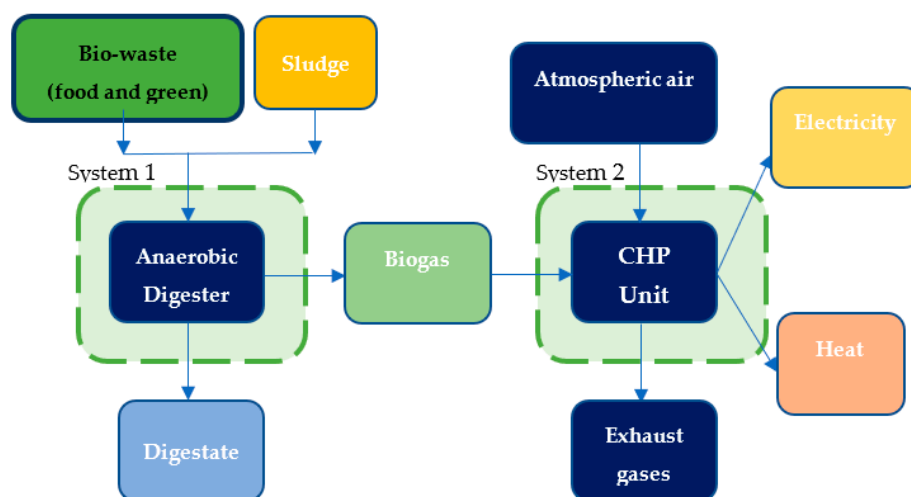 Bio-waste
(food and green)
Sludge
Atmospheric air
Electricity
System 1
System 2
Anaerobic
Digester
Biogas
CHP
Unit
Heat
Digestate
Exhaust
gases